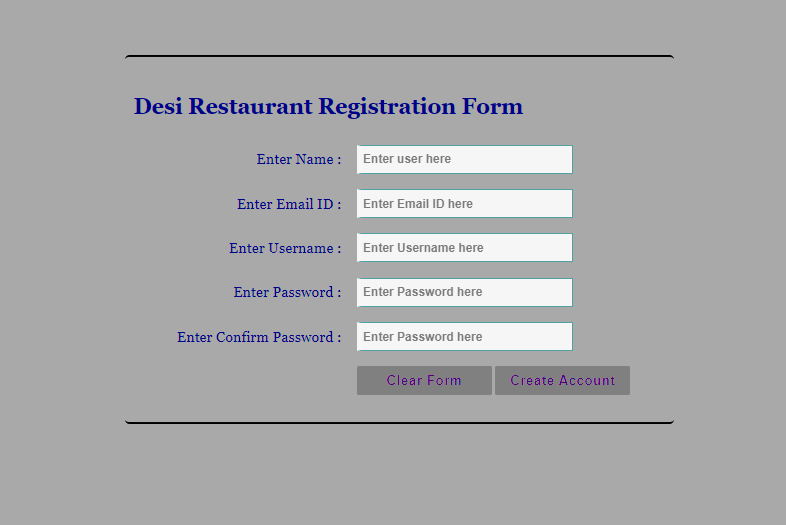 Desi Restaurant Registration Form
Enter Name : Enter user here
Enter Email ID : Enter Email ID here
Enter Username : Enter Username here
Enter Password : Enter Password here
Enter Confirm Password : Enter Password here
Clear Form Create Account